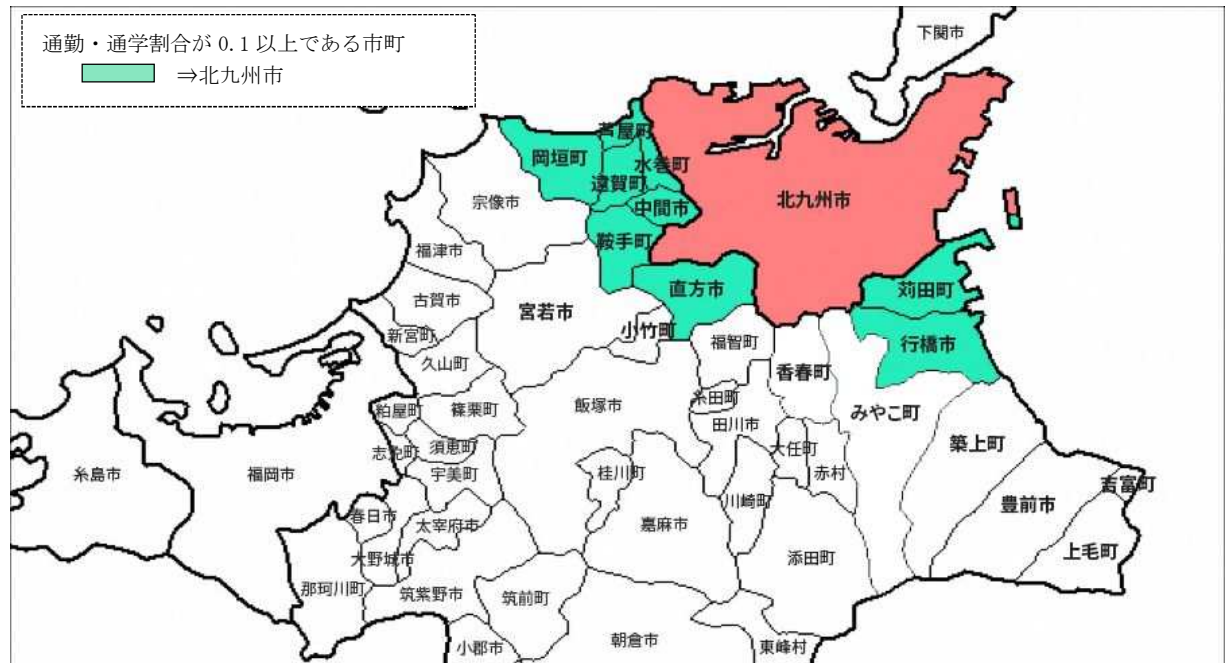 通勤・通学割合が 0.1 以上である市町
⇒北九州市
下関市
芦屋町
岡垣町
水巻町
遠賀町
宗像市
中間市
北九州市
鞍手町
福津市
直方市
苅田町
古賀市
宮若市
新宮町
小竹町
福智町
行橋市
久山町
香春町
飯塚市
糸田町
粕屋町
篠栗町
みやこ町
田川市
築上町
志免町
須恵町
大任町
糸島市
福岡市
宇美町
桂川町
赤村
吉富町
川崎町
豊前市
春日市
太宰府市
嘉麻市
上毛町
大野城市
添田町
那珂川町
筑紫野市
筑前町
小郡市
朝倉市
東峰村